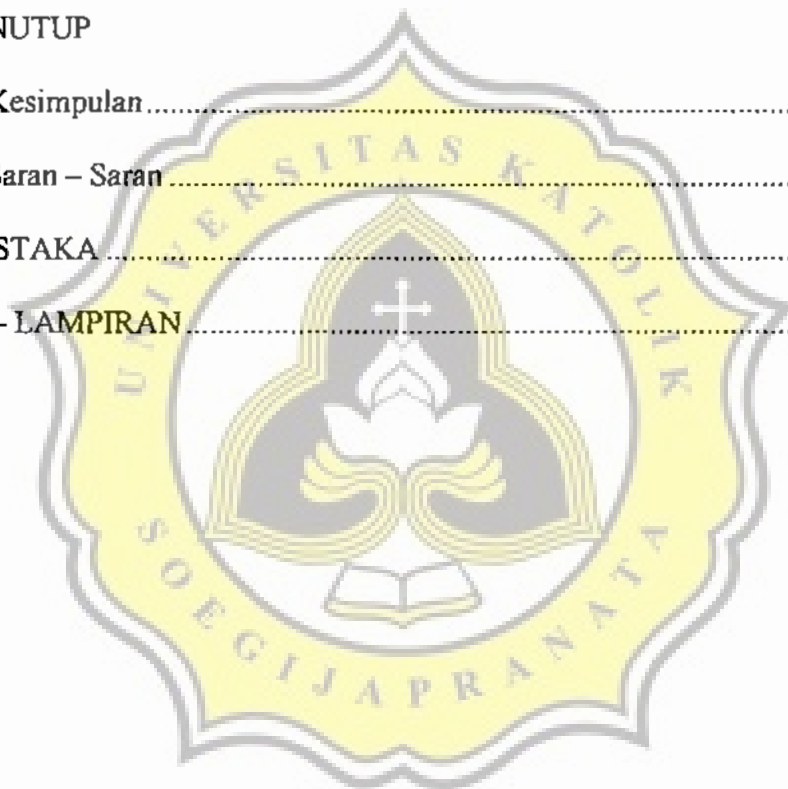 NUTUP
Kesimpulan
Saran – Saran
STAKA
– LAMPIRAN
UNIVERSITAS KATOLIK
SOEGIJAPRANATA